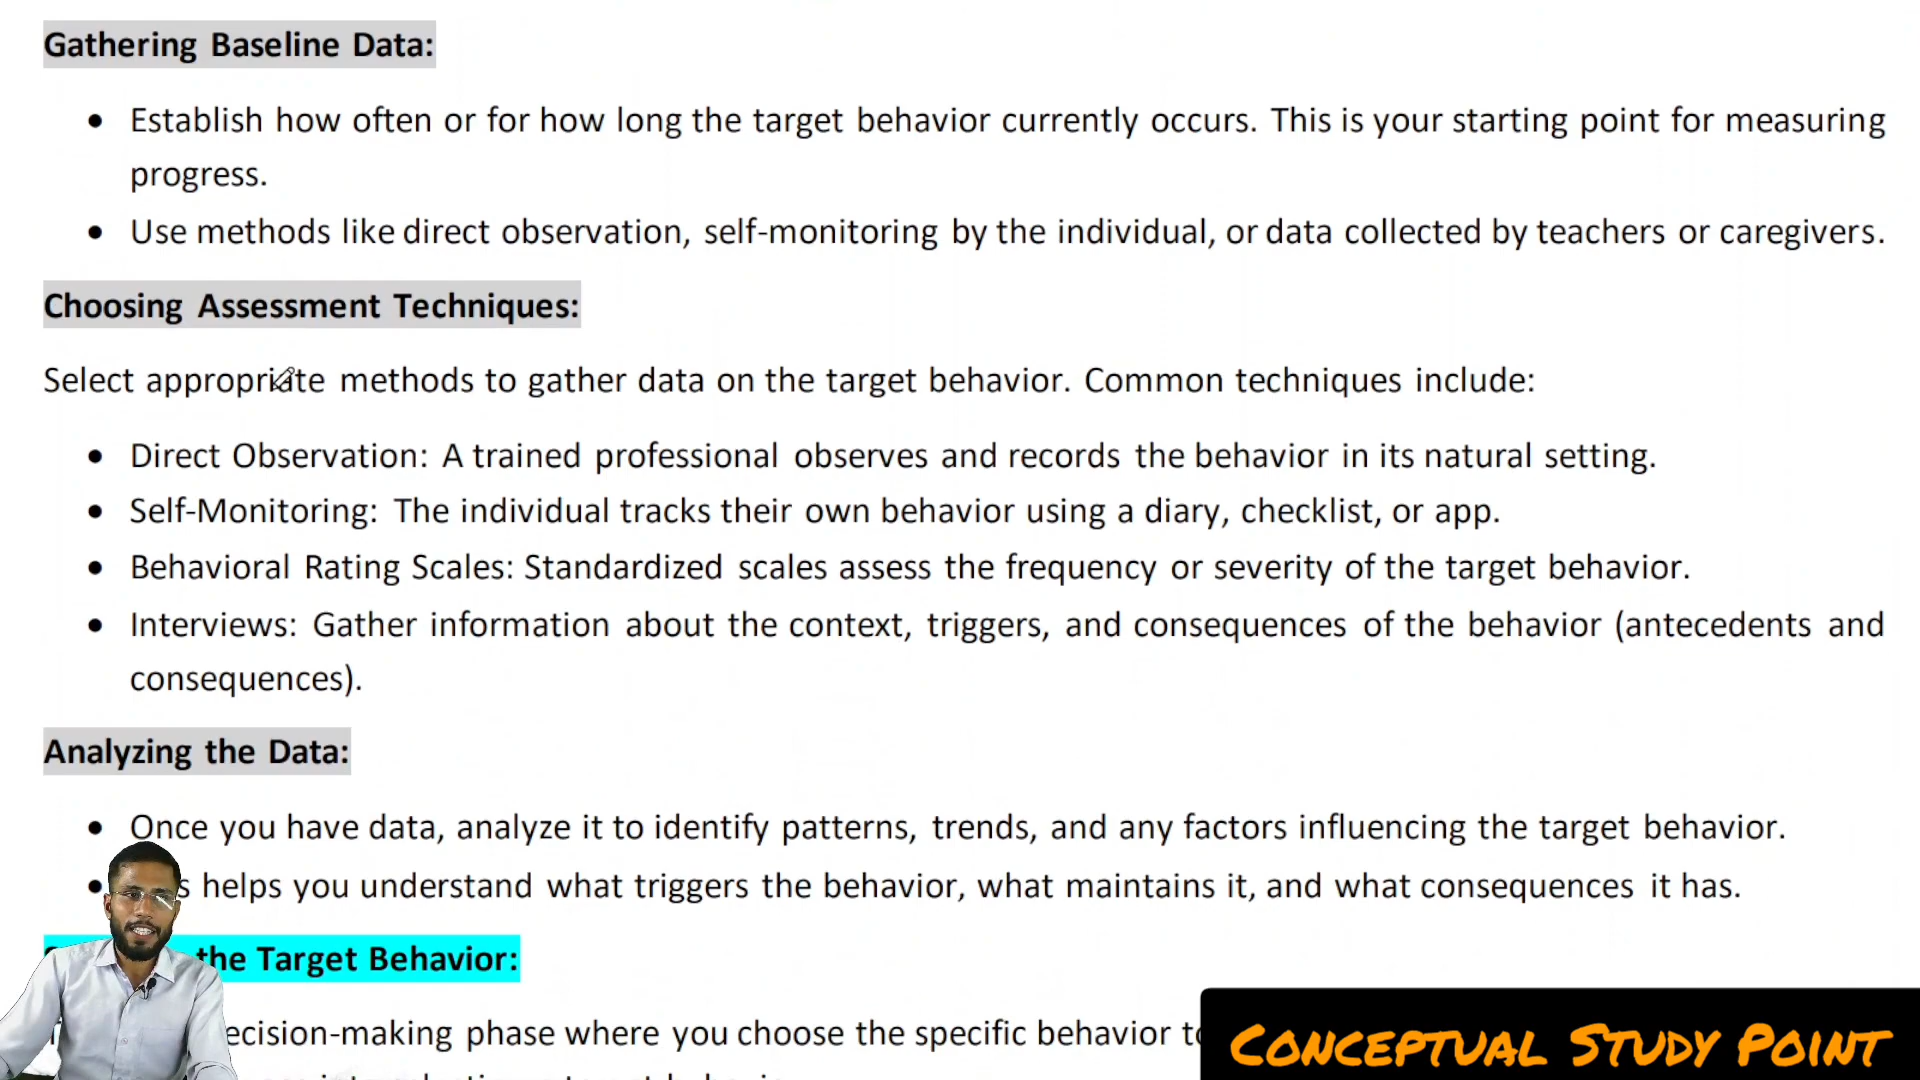 Gathering Baseline Data:
• Establish how often or for how long the target behavior currently occurs. This is your starting point for measuring
progress.
• Use methods like direct observation, self-monitoring by the individual, or data collected by teachers or caregivers.
Choosing Assessment Techniques:
Select appropriate methods to gather data on the target behavior. Common techniques include:
• Direct Observation: A trained professional observes and records the behavior in its natural setting.
• Self-Monitoring: The individual tracks their own behavior using a diary, checklist, or app.
• Behavioral Rating Scales: Standardized scales assess the frequency or severity of the target behavior.
• Interviews: Gather information about the context, triggers, and consequences of the behavior (antecedents and
consequences).
Analyzing the Data:
• Once you have data, analyze it to identify patterns, trends, and any factors influencing the target behavior.
• helps you understand what triggers the behavior, what maintains it, and what consequences it has.
the Target Behavior:
ecision-making phase where you choose the specific behavior
CONCEPTUAL STUDY POINT